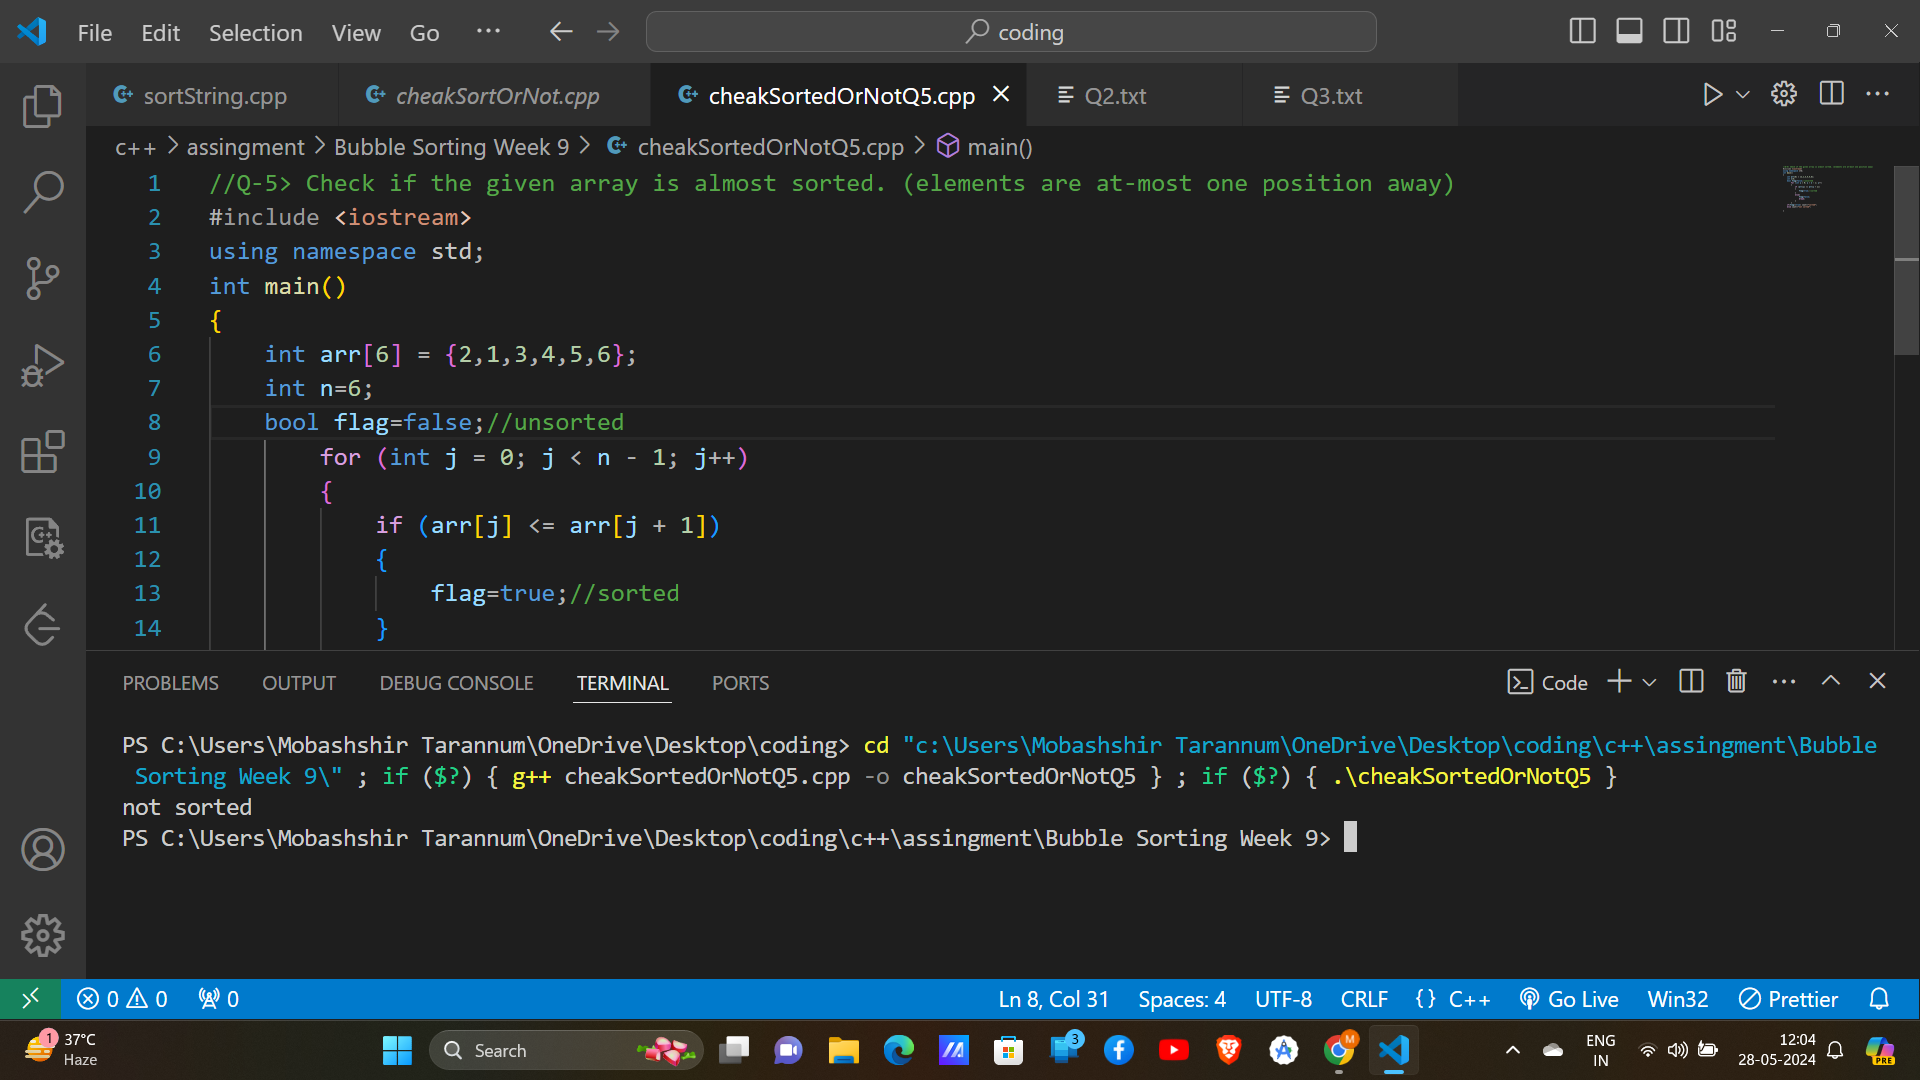 File Edit Selection View Go ... coding
sortString.cpp cheakSortOrNot.cpp cheakSortedOrNotQ5.cpp Q2.txt Q3.txt
c++ > assingment > Bubble Sorting Week 9 > cheakSortedOrNotQ5.cpp > main()
1 //Q-5> Check if the given array is almost sorted. (elements are at-most one position away)
2 #include <iostream>
3 using namespace std;
4 int main()
5 {
6 int arr[6] = {2,1,3,4,5,6};
7 int n=6;
8 bool flag=false;//unsorted
9 for (int j = 0; j < n - 1; j++)
10 {
11 if (arr[j] <= arr[j + 1])
12 {
13 flag=true;//sorted
14 }
PROBLEMS OUTPUT DEBUG CONSOLE TERMINAL PORTS Code
PS C:\Users\Mobashshir Tarannum\OneDrive\Desktop\coding> cd "c:\Users\Mobashshir Tarannum\OneDrive\Desktop\coding\c++\assingment\Bubble
Sorting Week 9\" ; if ($?) { g++ cheakSortedOrNotQ5.cpp -o cheakSortedOrNotQ5 } ; if ($?) { .\cheakSortedOrNotQ5 }
not sorted
PS C:\Users\Mobashshir Tarannum\OneDrive\Desktop\coding\c++\assingment\Bubble Sorting Week 9>
0 0 0 Ln 8, Col 31 Spaces: 4 UTF-8 CRLF {} C++ Go Live Win32 Prettier
1 37°C
Haze
Search
3
M
ENG
IN
12:04
28-05-2024
PRE